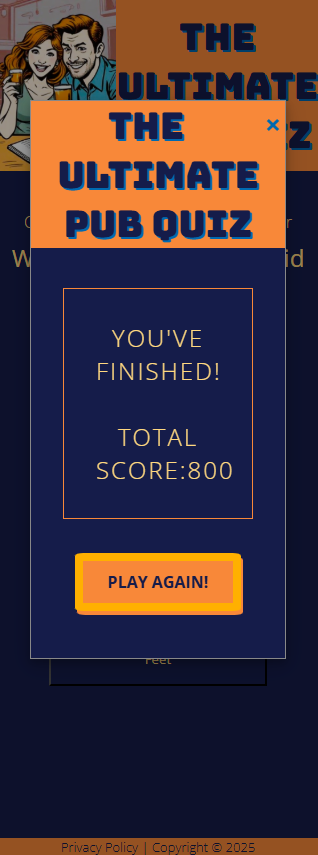 THE
ULTIMATE
THE
ULTIMATE
PUB QUIZ
×
YOU'VE
FINISHED!
TOTAL
SCORE:800
PLAY AGAIN!
Feet
Privacy Policy | Copyright © 2025